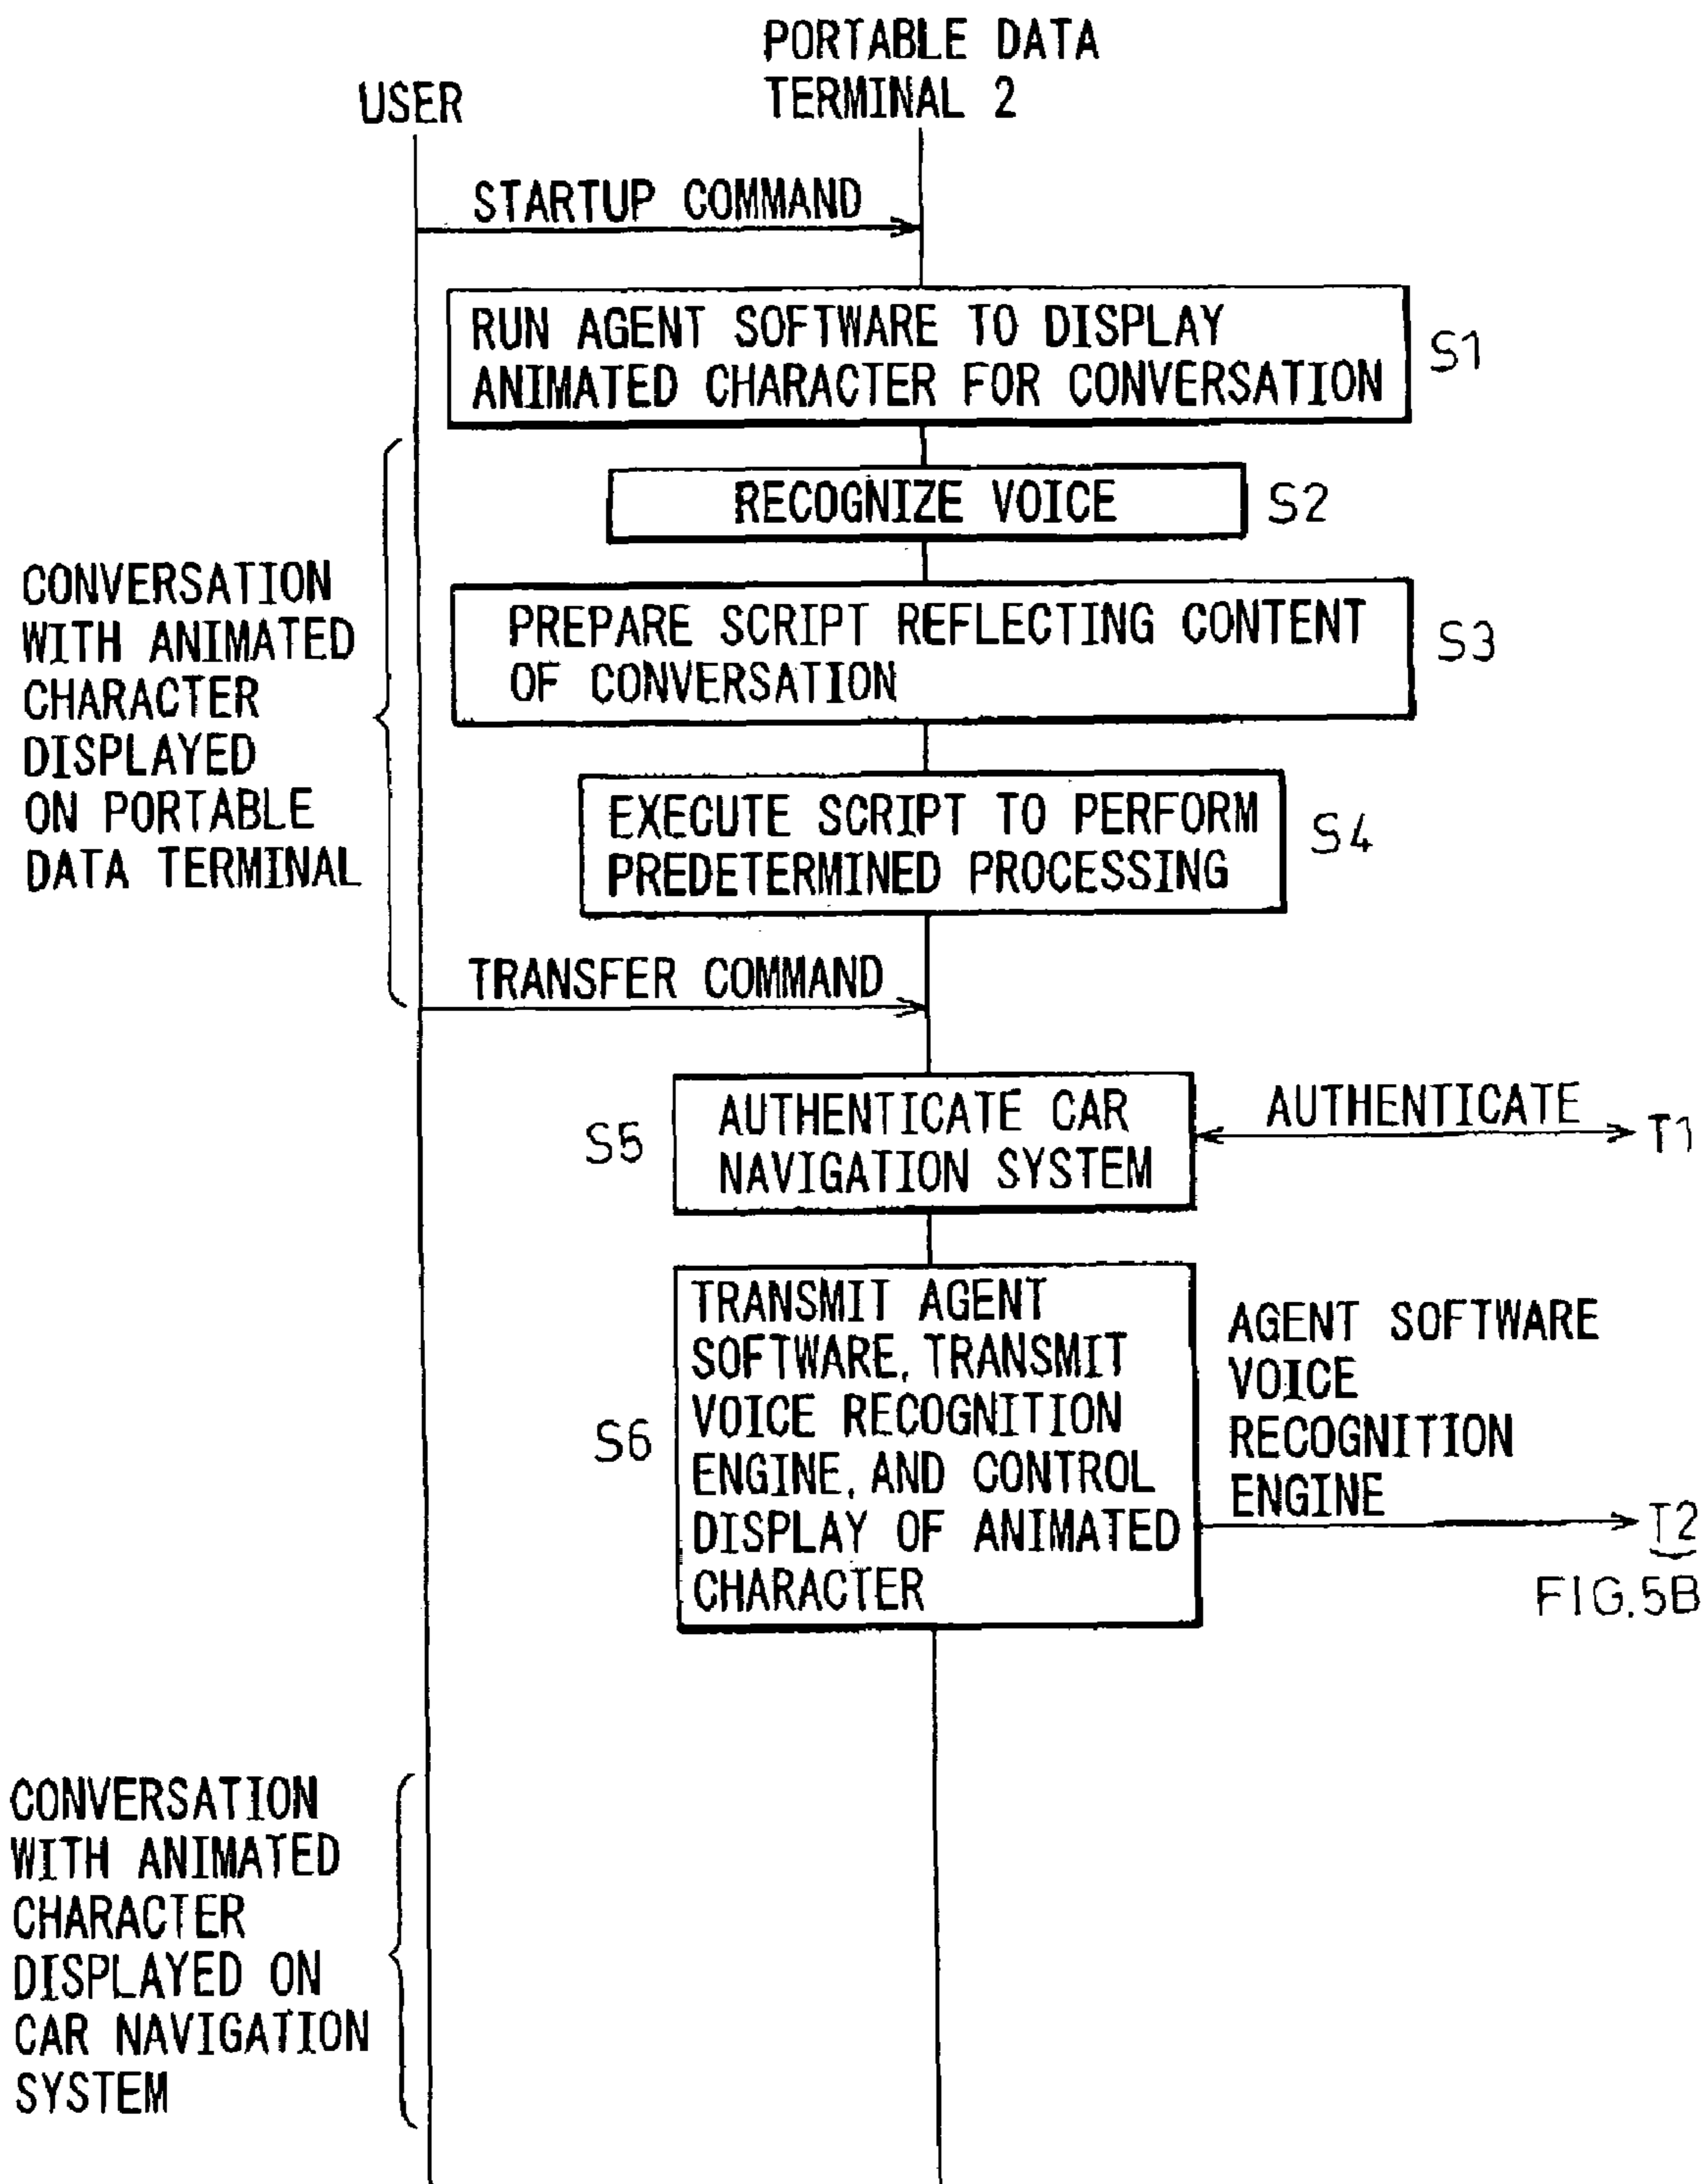 PORTABLE DATA
TERMINAL 2
USER
STARTUP COMMAND
RUN AGENT SOFTWARE TO DISPLAY
ANIMATED CHARACTER FOR CONVERSATION
S1
RECOGNIZE VOICE
S2
CONVERSATION
WITH ANIMATED
CHARACTER
DISPLAYED
ON PORTABLE
DATA TERMINAL
PREPARE SCRIPT REFLECTING CONTENT
OF CONVERSATION
S3
EXECUTE SCRIPT TO PERFORM
PREDETERMINED PROCESSING
S4
TRANSFER COMMAND
S5
AUTHENTICATE CAR
NAVIGATION SYSTEM
AUTHENTICATE
T1
S6
TRANSMIT AGENT
SOFTWARE, TRANSMIT
VOICE RECOGNITION
ENGINE, AND CONTROL
DISPLAY OF ANIMATED
CHARACTER
AGENT SOFTWARE
VOICE
RECOGNITION
ENGINE
T2
FIG.5B
CONVERSATION
WITH ANIMATED
CHARACTER
DISPLAYED ON
CAR NAVIGATION
SYSTEM